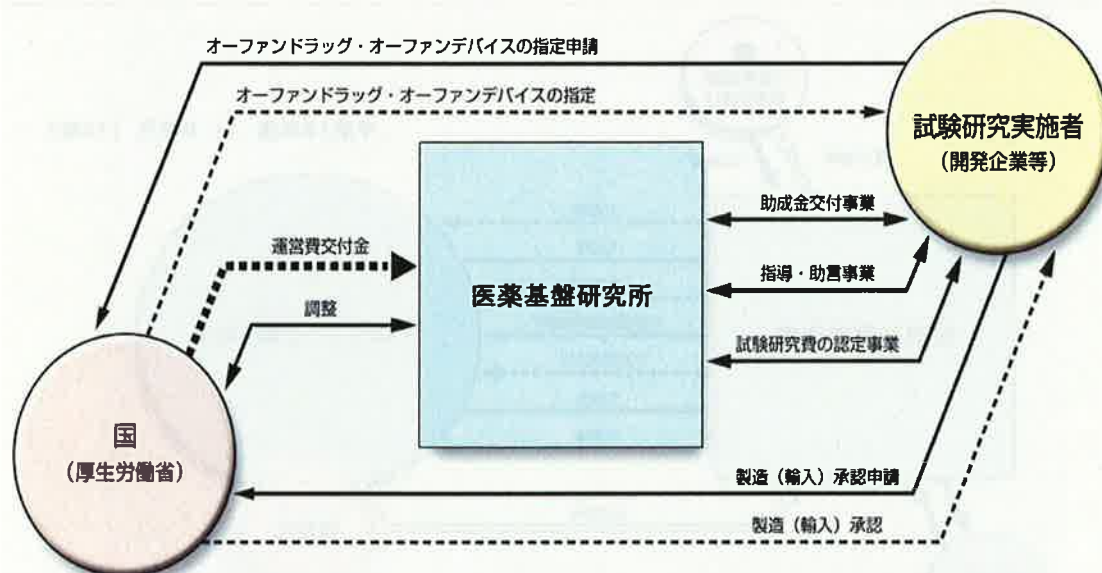 オーファンドラッグ・オーファンデバイスの指定申請
オーファンドラッグ・オーファンデバイスの指定
試験研究実施者
（開発企業等）
助成金交付事業
運営費交付金
指導・助言事業
医薬基盤研究所
調整
試験研究費の認定事業
国
（厚生労働省）
製造（輸入）承認申請
製造（輸入）承認